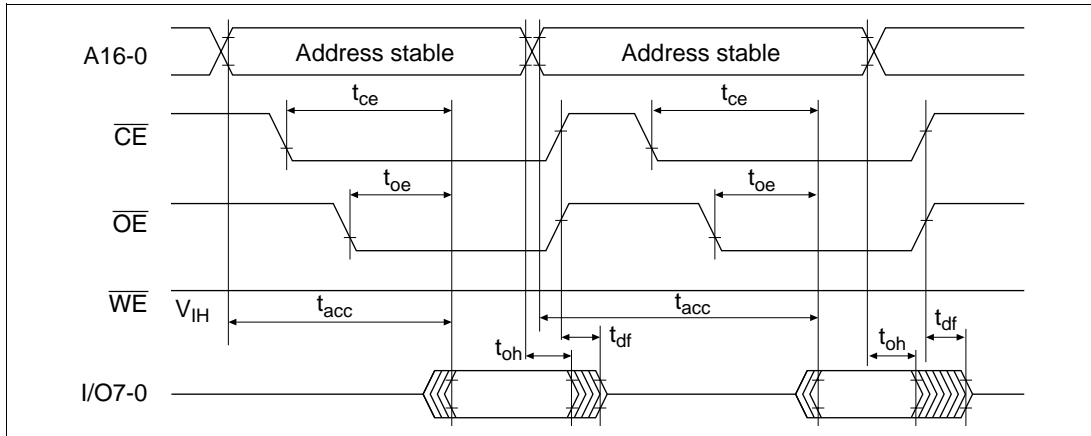 A16-0 Address stable Address stable
t_ce t_ce
CE
t_oe t_oe
OE
WE V_IH t_acc t_acc
t_df t_df
t_oh t_oh
I/O7-0